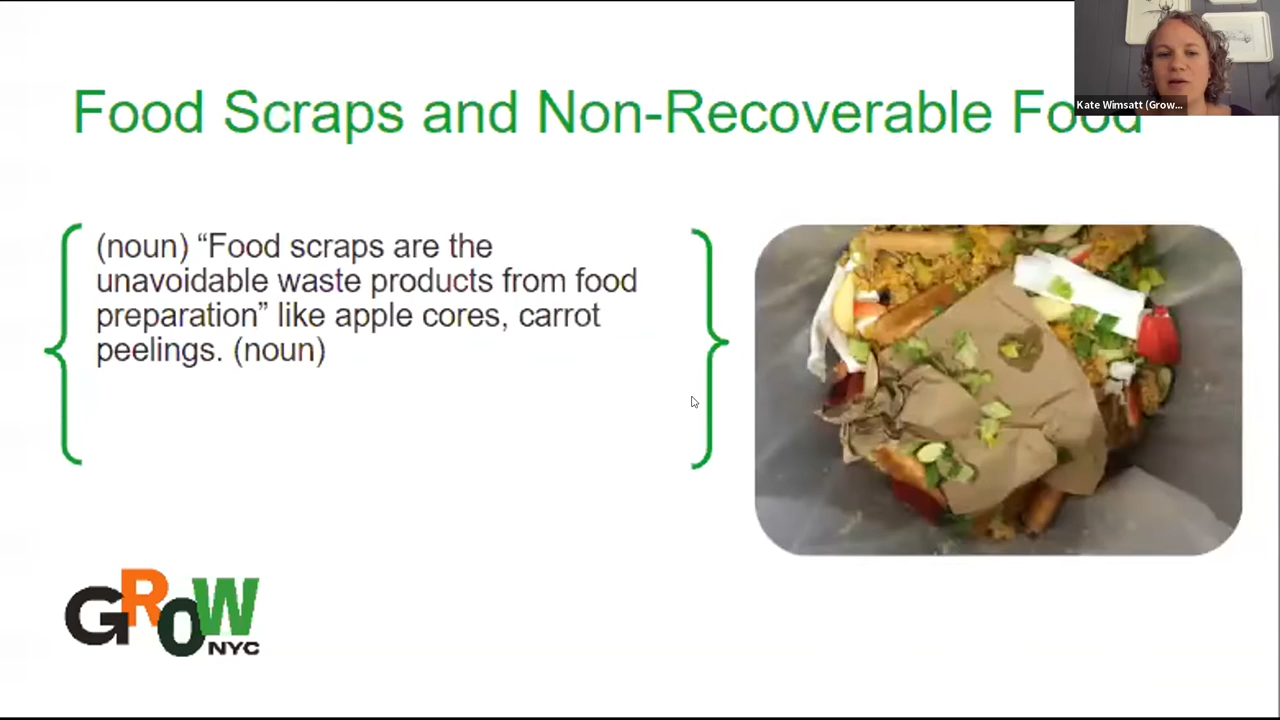 Food Scraps and Non-Recoverable Food
Kate Wimsatt (Grow...
(noun) “Food scraps are the
unavoidable waste products from food
preparation” like apple cores, carrot
peelings. (noun)
GROW
NYC